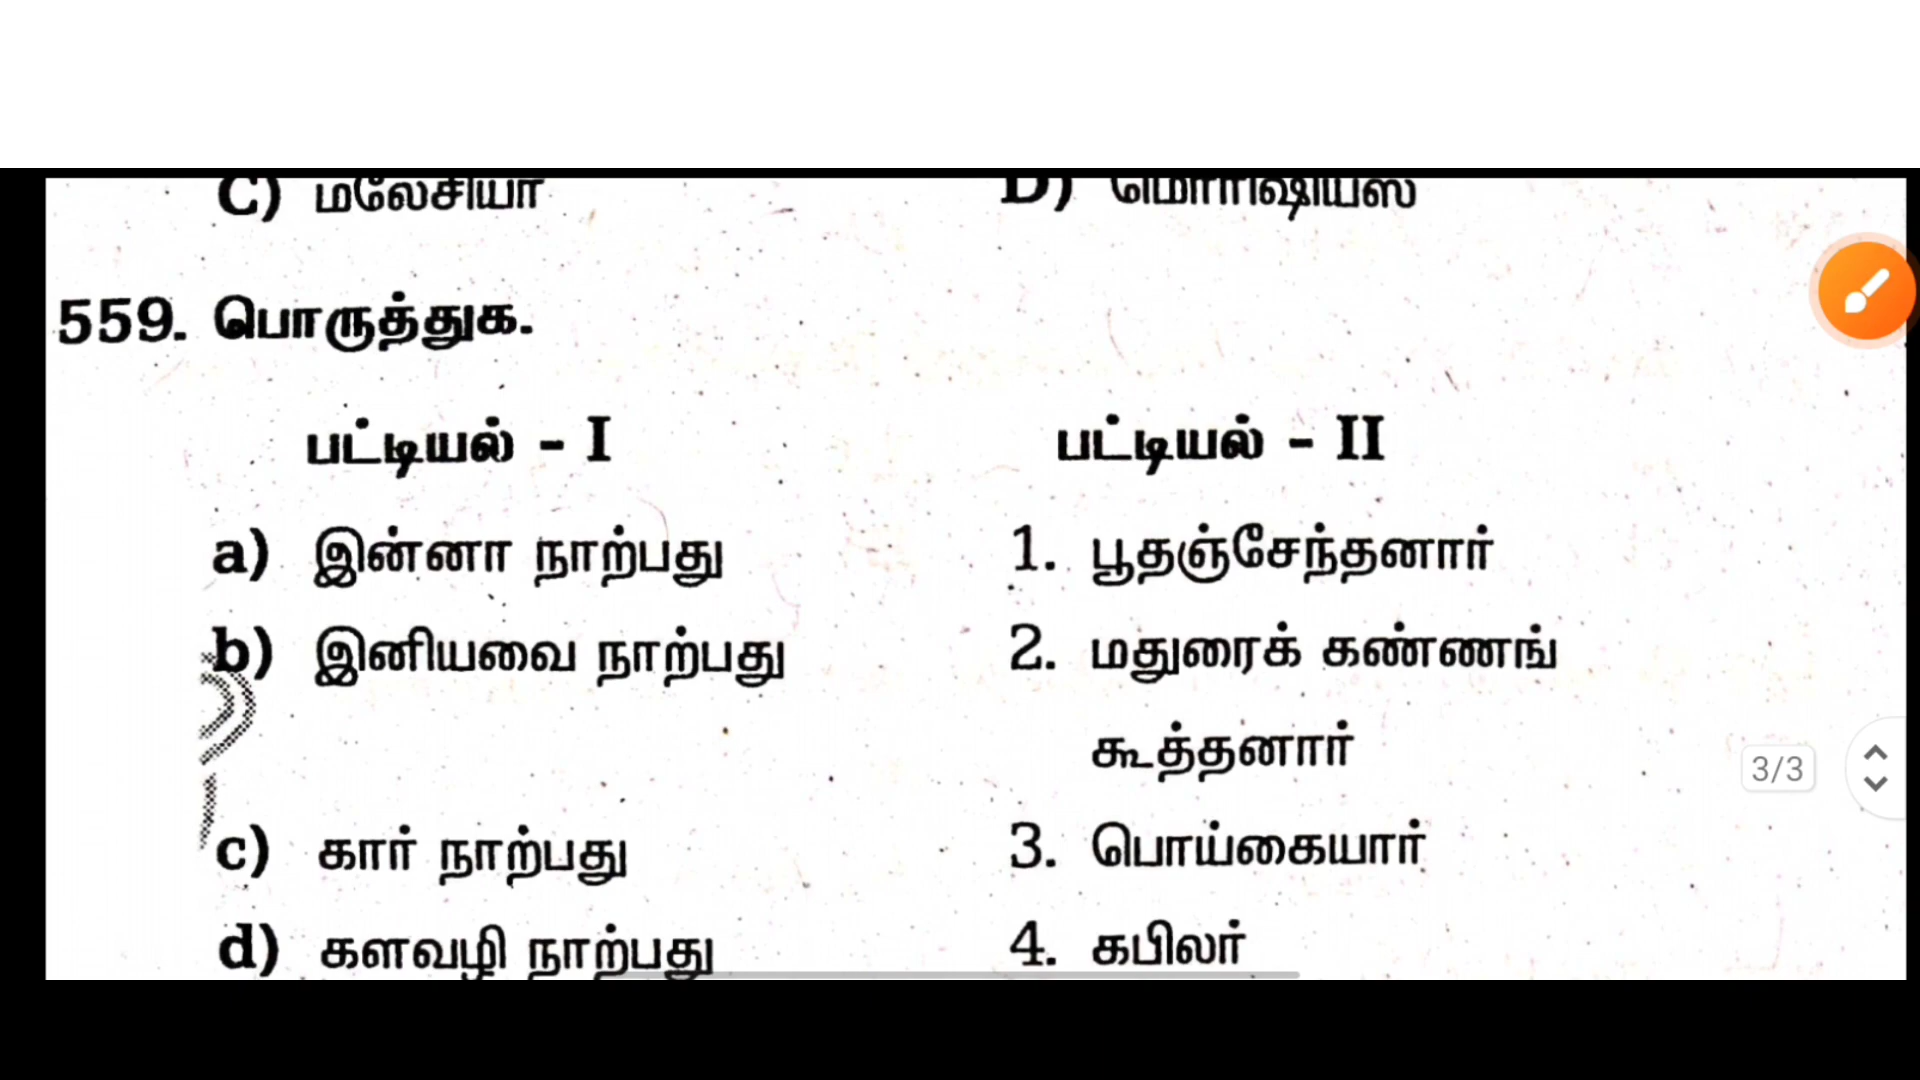 C) மலேசியா D) மொரிஷியஸ்
559. பொருத்துக.
பட்டியல் - I பட்டியல் - II
a) இன்னா நாற்பது 1. பூதஞ்சேந்தனார்
b) இனியவை நாற்பது 2. மதுரைக் கண்ணங்
கூத்தனார்
3/3
c) கார் நாற்பது 3. பொய்கையார்
d) களவழி நாற்பது 4. கபிலர்